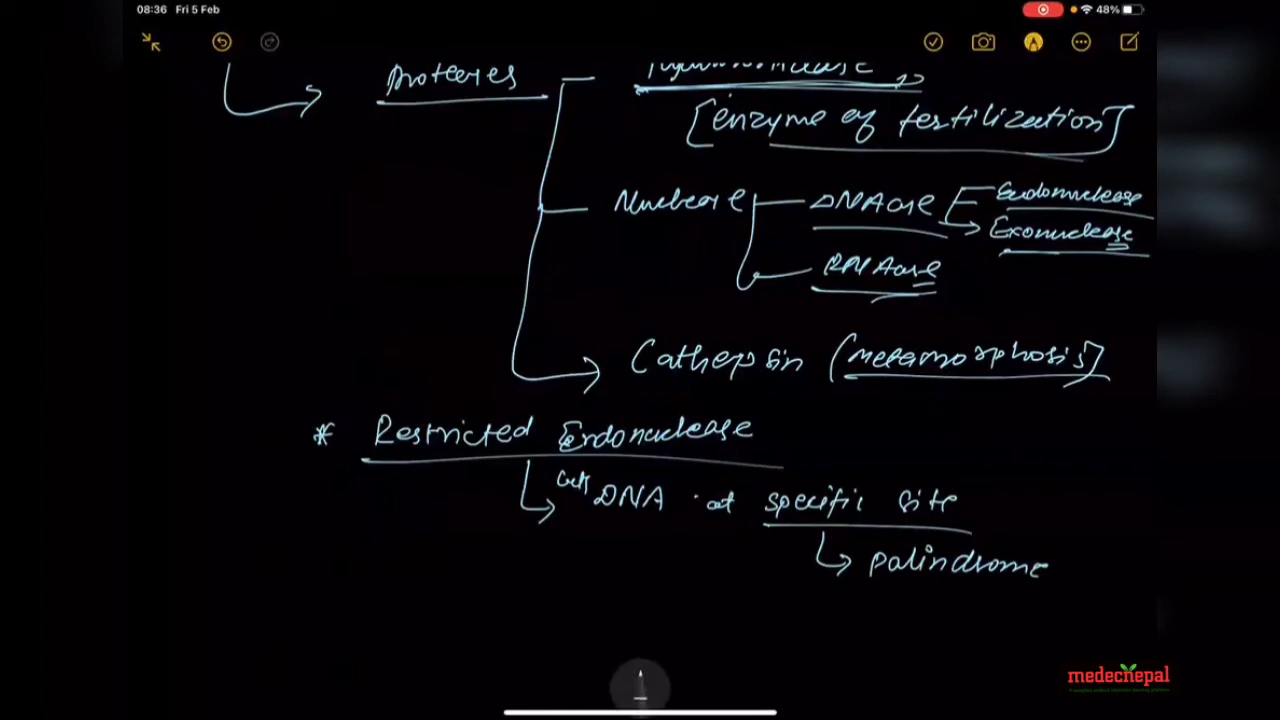 08:36 Fri 5 Feb 48%
proteases
[enzyme of fertilization]
Nuclease DNAase Endonuclease
Exonuclease
RNAase
Cathepsin (metamorphosis)
* Restricted Endonuclease
cut DNA at specific site
palindrome
medecnepal